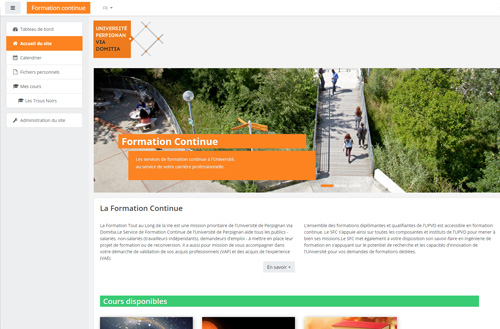 Formation continue
UNIVERSITÉ
PERPIGNAN
VIA
DOMITIA
Tableau de bord
Accueil du site
Calendrier
Fichiers personnels
Mes cours
Les Trous Noirs
Administration du site
Formation Continue
Les services de formation continue à l'Université,
au service de votre carrière professionnelle.
La Formation Continue
La Formation Tout au Long de la vie est une mission prioritaire de l'Université de Perpignan Via
Domitia.Le Service de Formation Continue de l'Université de Perpignan aide tous les publics -
salariés, non-salariés (travailleurs indépendants), demandeurs d'emploi - à mettre en place leur
projet de formation ou de reconversion. Il a aussi pour mission de vous accompagner dans
votre démarche de validation de vos acquis professionnels (VAP) et des acquis de l'expérience
(VAE).
L'ensemble des formations diplômantes et qualifiantes de l'UPVD est accessible en formation
continue. Le SFC s'appuie ainsi sur toutes les composantes et instituts de l'UPVD pour mener à
bien ses missions.Le SFC met également à votre disposition son savoir-faire en ingénierie de
formation en s'appuyant sur le potentiel de recherche et les capacités d'innovation de
l'Université pour vos demandes de formations dédiées.
En savoir +
Cours disponibles